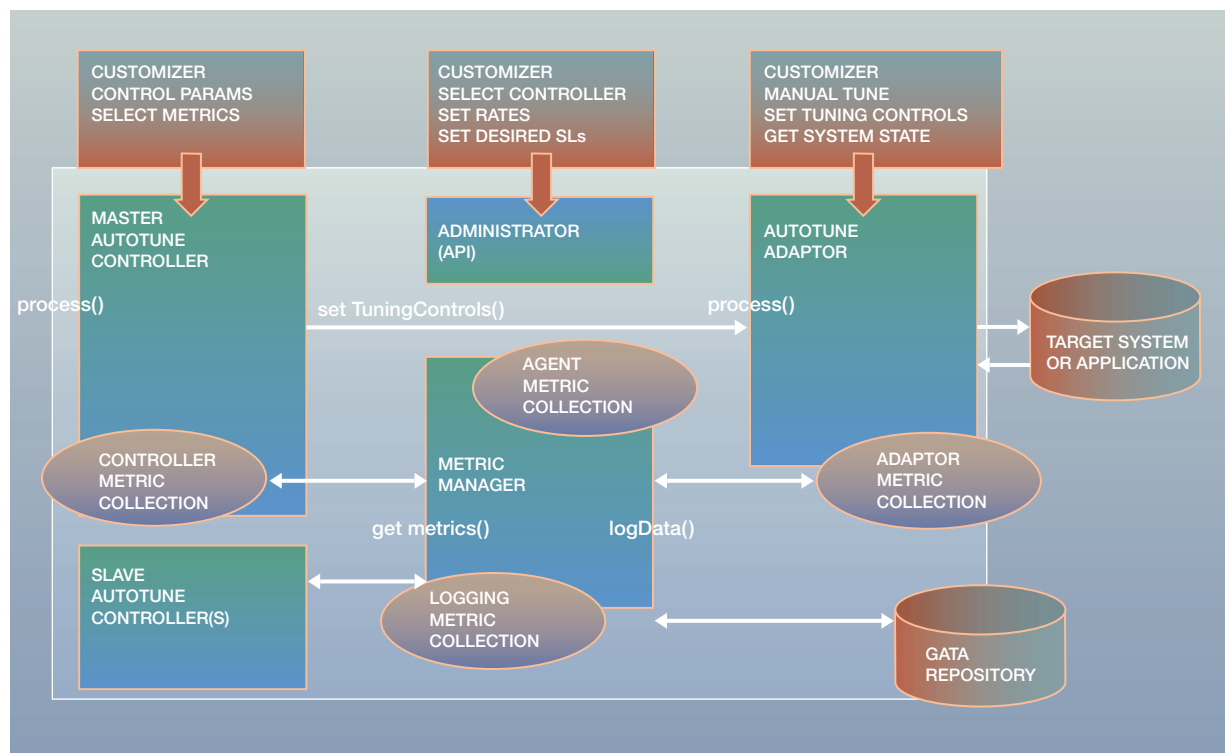 CUSTOMIZER
CONTROL PARAMS
SELECT METRICS
CUSTOMIZER
SELECT CONTROLLER
SET RATES
SET DESIRED SLs
CUSTOMIZER
MANUAL TUNE
SET TUNING CONTROLS
GET SYSTEM STATE
MASTER
AUTOTUNE
CONTROLLER
ADMINISTRATOR
(API)
AUTOTUNE
ADAPTOR
process()
set TuningControls()
process()
TARGET SYSTEM
OR APPLICATION
AGENT
METRIC
COLLECTION
CONTROLLER
METRIC
COLLECTION
METRIC
MANAGER
ADAPTOR
METRIC
COLLECTION
get metrics()
logData()
SLAVE
AUTOTUNE
CONTROLLER(S)
LOGGING
METRIC
COLLECTION
GATA
REPOSITORY